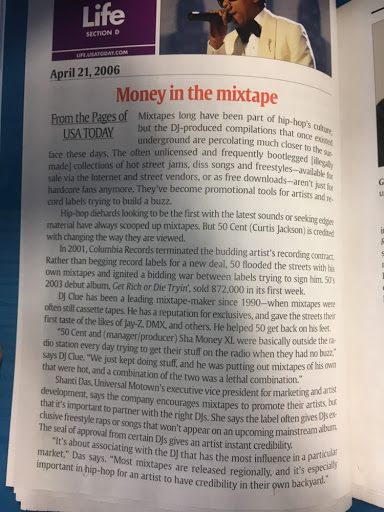 Life
SECTION D
LIFE.USATODAY.COM
April 21, 2006
Money in the mixtape
From the Pages of
USA TODAY
Mixtapes long have been part of hip-hop's culture,
but the DJ-produced compilations that once existed
underground are percolating much closer to the sur-
face these days. The often unlicensed and frequently bootlegged [illegally
made] collections of hot street jams, diss songs and freestyles—available for
sale via the Internet and street vendors, or as free downloads—aren't just for
hardcore fans anymore. They've become promotional tools for artists and re-
cord labels trying to build a buzz.
Hip-hop diehards looking to be the first with the latest sounds or seeking edgier
material have always scooped up mixtapes. But 50 Cent (Curtis Jackson) is credited
with changing the way they are viewed.
In 2001, Columbia Records terminated the budding artist's recording contract.
Rather than begging record labels for a new deal, 50 flooded the streets with his
own mixtapes and ignited a bidding war between labels trying to sign him. 50's
2003 debut album, Get Rich or Die Tryin', sold 872,000 in its first week.
DJ Clue has been a leading mixtape-maker since 1990—when mixtapes were
often still cassette tapes. He has a reputation for exclusives, and gave the streets their
first taste of the likes of Jay-Z, DMX, and others. He helped 50 get back on his feet.
"50 Cent and (manager/producer) Sha Money XL were basically outside the ra-
dio station every day trying to get their stuff on the radio when they had no buzz,"
says DJ Clue. "We just kept doing stuff, and he was putting out mixtapes of his own
that were hot, and a combination of the two was a lethal combination."
Shanti Das, Universal Motown's executive vice president for marketing and artist
development, says the company encourages mixtapes to promote their artists, but
that it's important to partner with the right DJs. She says the label often gives DJs ex-
clusive freestyle raps or songs that won't appear on an upcoming mainstream album.
The seal of approval from certain DJs gives an artist instant credibility.
"It's about associating with the DJ that has the most influence in a particular
market," Das says. "Most mixtapes are released regionally, and it's especially
important in hip-hop for an artist to have credibility in their own backyard."